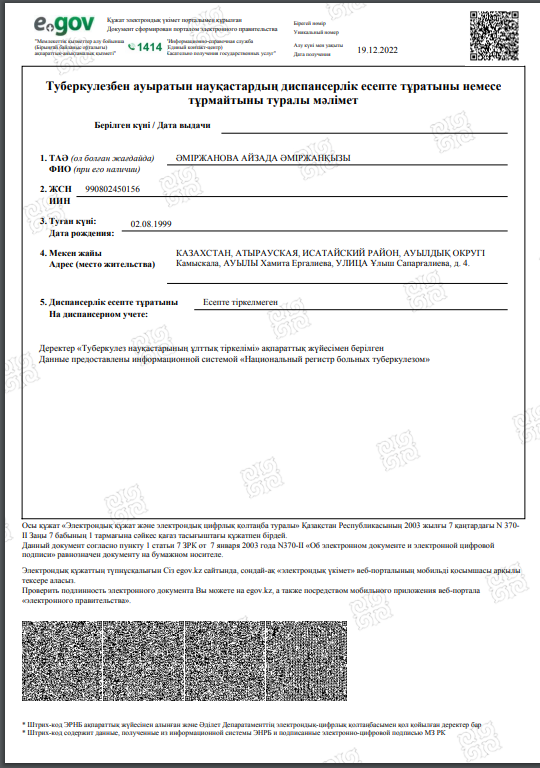 egov
Құжат электрондық үкімет порталымен құрылған
Документ сформирован порталом электронного правительства
"Мемлекеттік қызметтер алу бойынша
(Бірыңғай байланыс орталығы)
ақпараттық-анықтамалық қызметі"
1414
"Информационно-справочная служба
(Единый контакт-центр)
Касательно получения государственных услуг"
Бірегей нөмір
Уникальный номер
Алу күні мен уақыты
Дата получения
19.12.2022
Туберкулезбен ауыратын науқастардың диспансерлік есепте тұратыны немесе
тұрмайтыны туралы мәлімет
Берілген күні / Дата выдачи
1. ТАӘ (ол болған жағдайда)
ФИО (при его наличии)
ӘМІРЖАНОВА АЙЗАДА ӘМІРЖАНҚЫЗЫ
2. ЖСН
ИИН
990802450156
3. Туған күні:
Дата рождения:
02.08.1999
4. Мекен жайы
Адрес (место жительства)
КАЗАХСТАН, АТЫРАУСКАЯ, ИСАТАЙСКИЙ РАЙОН, АУЫЛДЫҚ ОКРУГІ
Камыскала, АУЫЛЫ Хамита Ергалиева, УЛИЦА Ұлыш Сапарғалиева, д. 4.
5. Диспансерлік есепте тұратыны
На диспансерном учете:
Есепте тіркелмеген
Деректер «Туберкулез науқастарының ұлттық тіркелімі» ақпараттық жүйесімен берілген
Данные предоставлены информационной системой «Национальный регистр больных туберкулезом»
Осы құжат «Электрондық құжат және электрондық цифрлық қолтаңба туралы» Қазақстан Республикасының 2003 жылғы 7 қаңтардағы N 370-
II Заңы 7 бабының 1 тармағына сәйкес қағаз тасығыштағы құжатпен бірдей.
Данный документ согласно пункту 1 статьи 7 ЗРК от 7 января 2003 года N370-II «Об электронном документе и электронной цифровой
подписи» равнозначен документу на бумажном носителе.
Электрондық құжаттың түпнұсқалығын Сіз egov.kz сайтында, сондай-ақ «электрондық үкімет» веб-порталының мобильді қосымшасы арқылы
тексере аласыз.
Проверить подлинность электронного документа Вы можете на egov.kz, а также посредством мобильного приложения веб-портала
«электронного правительства».
* Штрих-код ЭРНБ ақпараттық жүйесінен алынған және Әділет Департаментінің электрондық-цифрлық қолтаңбасымен қол қойылған деректер бар
* Штрих-код содержит данные, полученные из информационной системы ЭНРБ и подписанные электронно-цифровой подписью МЗ РК